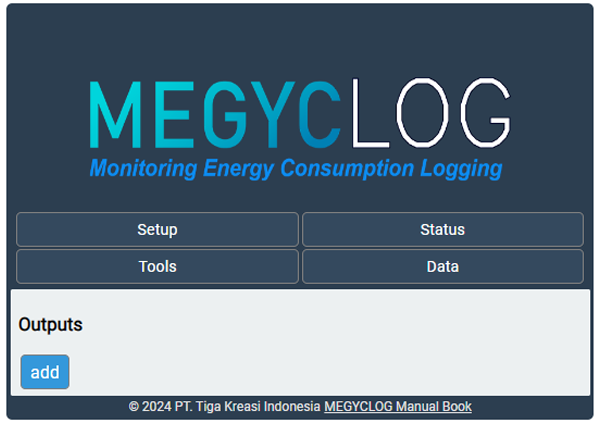 MEGYCLOG
Monitoring Energy Consumption Logging
Setup Status
Tools Data
Outputs
add
© 2024 PT. Tiga Kreasi Indonesia MEGYCLOG Manual Book